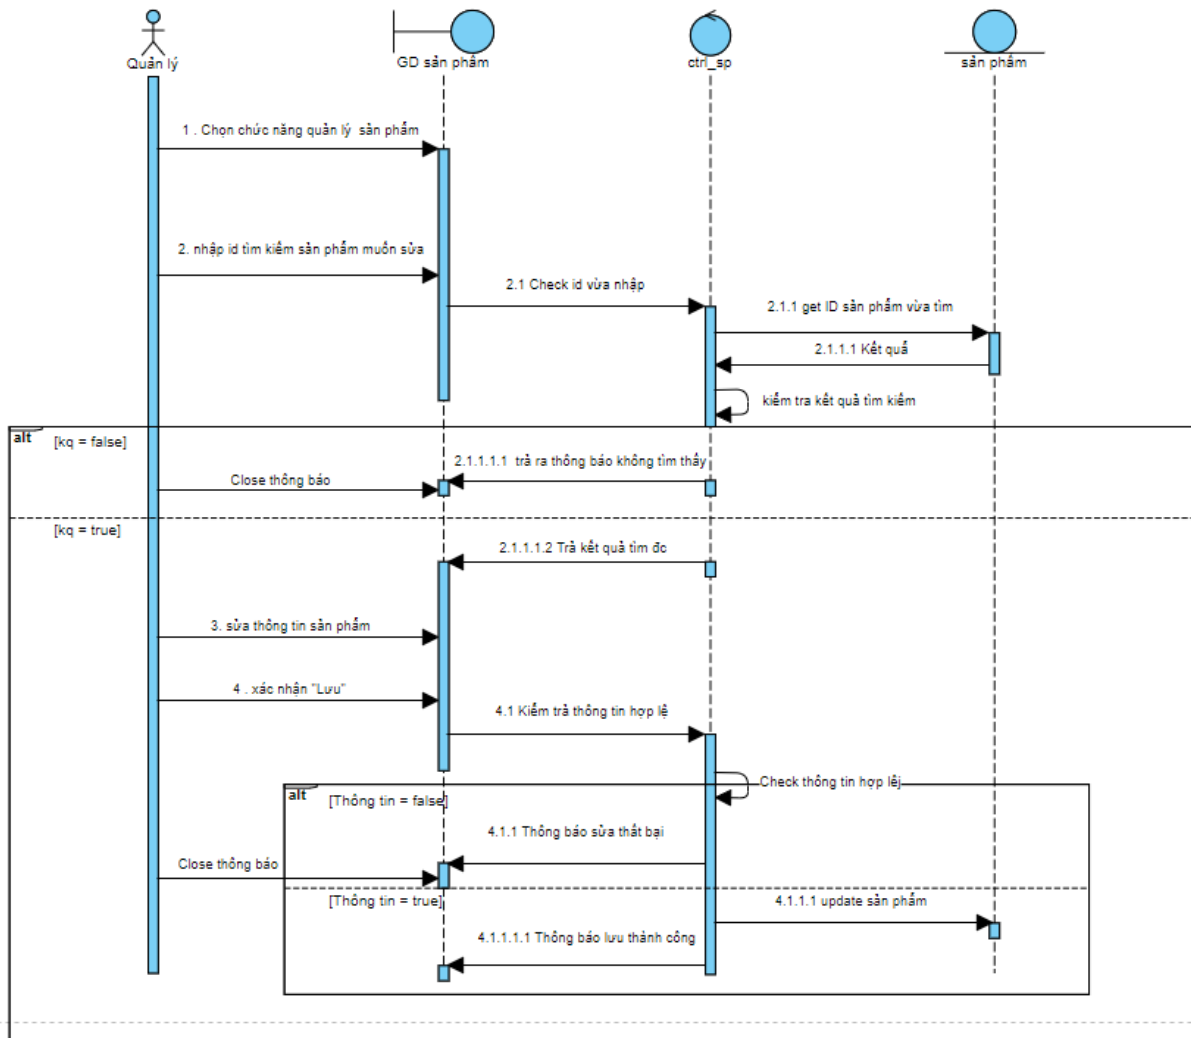 Quản lý
GD sản phẩm
ctrl_sp
sản phẩm
1 . Chọn chức năng quản lý sản phẩm
2. nhập id tìm kiếm sản phẩm muốn sửa
2.1 Check id vừa nhập
2.1.1 get ID sản phẩm vừa tìm
2.1.1.1 Kết quả
kiểm tra kết quả tìm kiếm
alt
[kq = false]
2.1.1.1.1 trả ra thông báo không tìm thấy
Close thông báo
[kq = true]
2.1.1.1.2 Trả kết quả tìm đc
3. sửa thông tin sản phẩm
4 . xác nhận "Lưu"
4.1 Kiểm trả thông tin hợp lệ
Check thông tin hợp lệj
alt
[Thông tin = false]
4.1.1 Thông báo sửa thất bại
Close thông báo
[Thông tin = true]
4.1.1.1 update sản phẩm
4.1.1.1.1 Thông báo lưu thành công